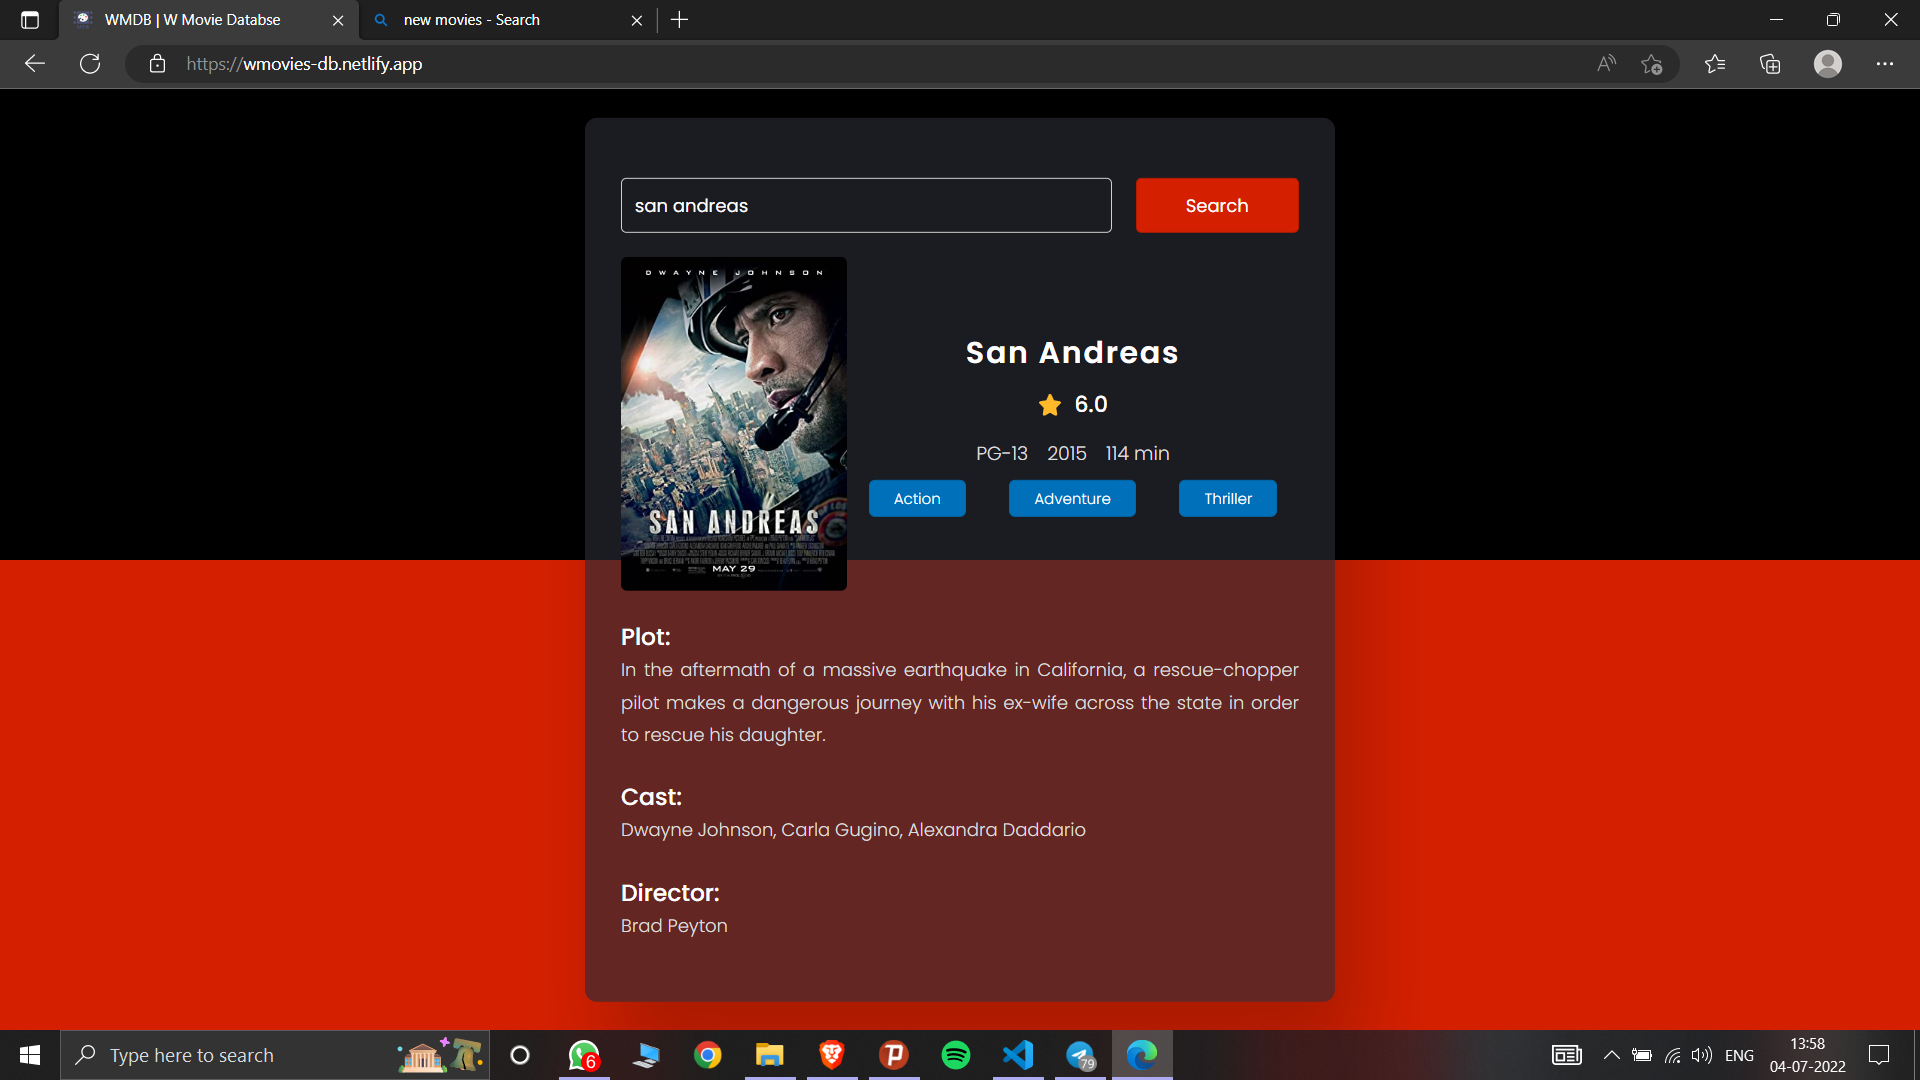 WMDB | W Movie Databse
new movies - Search
https://wmovies-db.netlify.app
san andreas
Search
DWAYNE JOHNSON
SAN ANDREAS
MAY 29
San Andreas
6.0
PG-13 2015 114 min
Action Adventure Thriller
Plot:
In the aftermath of a massive earthquake in California, a rescue-chopper
pilot makes a dangerous journey with his ex-wife across the state in order
to rescue his daughter.
Cast:
Dwayne Johnson, Carla Gugino, Alexandra Daddario
Director:
Brad Peyton
Type here to search
6
79
ENG
13:58
04-07-2022